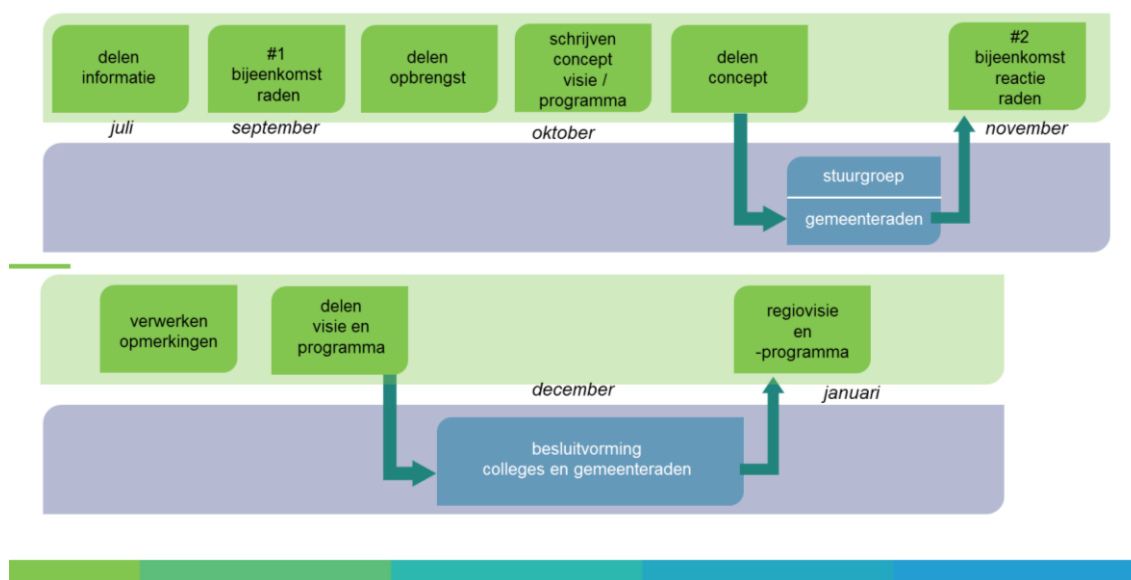 delen
informatie
#1
bijeenkomst
raden
delen
opbrengst
schrijven
concept
visie /
programma
delen
concept
#2
bijeenkomst
reactie
raden
juli
september
oktober
november
stuurgroep
gemeenteraden
verwerken
opmerkingen
delen
visie en
programma
regiovisie
en
-programma
december
januari
besluitvorming
colleges en gemeenteraden